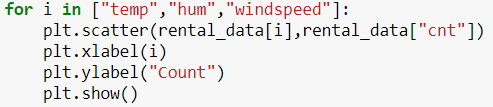 for i in ["temp","hum","windspeed"]:
    plt.scatter(rental_data[i],rental_data["cnt"])
    plt.xlabel(i)
    plt.ylabel("Count")
    plt.show()